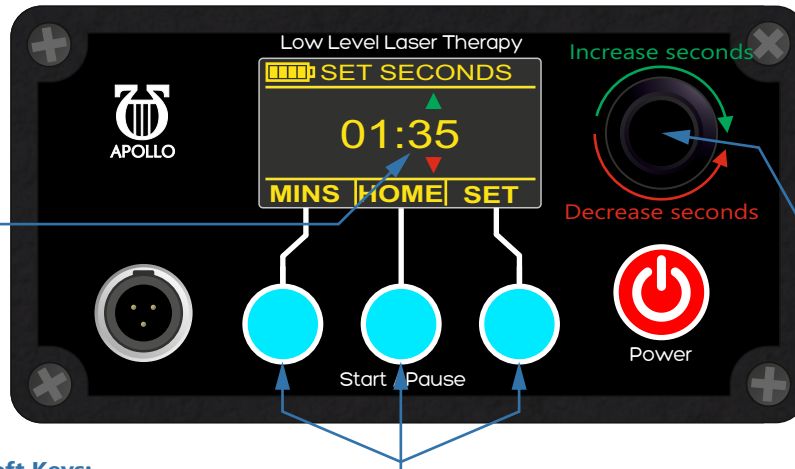 Low Level Laser Therapy
Increase seconds
SET SECONDS
APOLLO
01:35
MINS HOME SET
Decrease seconds
Power
Start / Pause